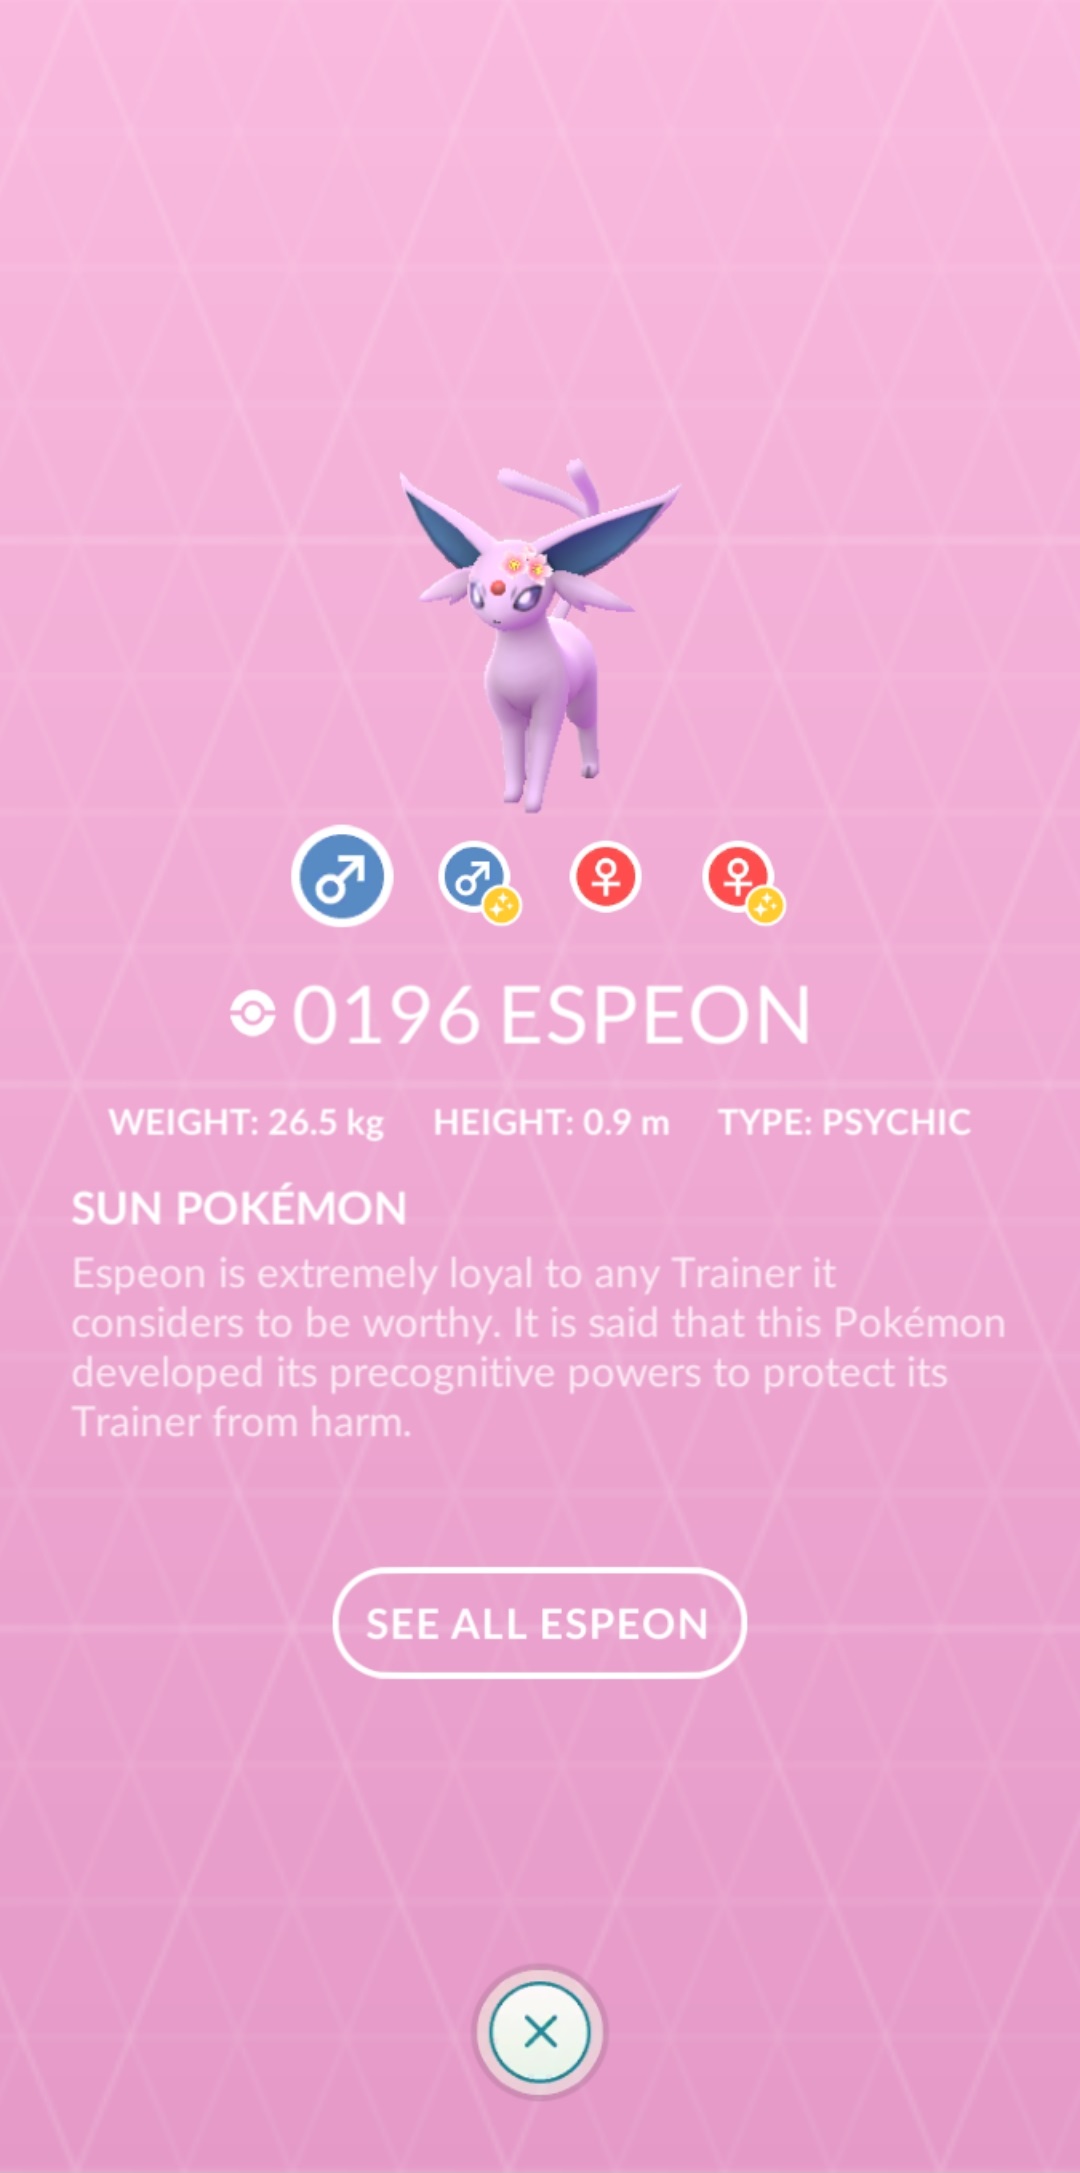 0196 ESPEON
WEIGHT: 26.5 kg HEIGHT: 0.9 m TYPE: PSYCHIC
SUN POKÉMON
Espeon is extremely loyal to any Trainer it
considers to be worthy. It is said that this Pokémon
developed its precognitive powers to protect its
Trainer from harm.
SEE ALL ESPEON